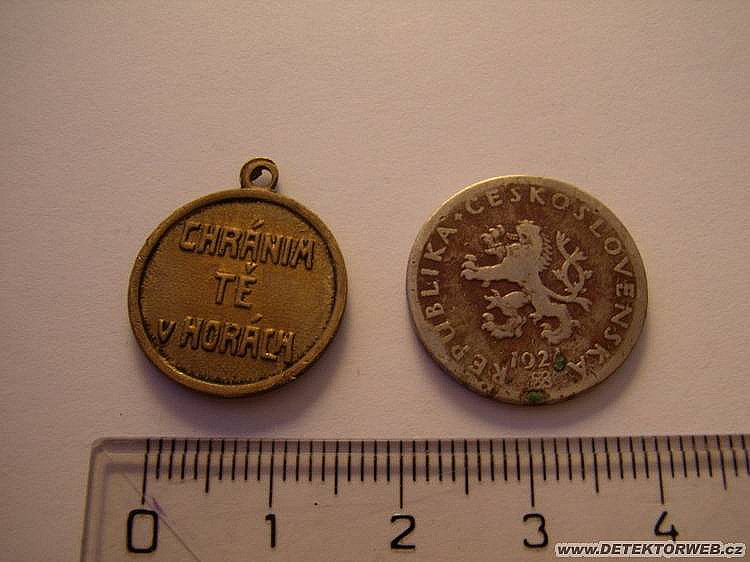 CHRÁNIM
TĚ
V HORÁCH
REPUBLIKA • ČESKOSLOVENSKÁ
0 1 2 3 4
www.DETEKTORWEB.cz